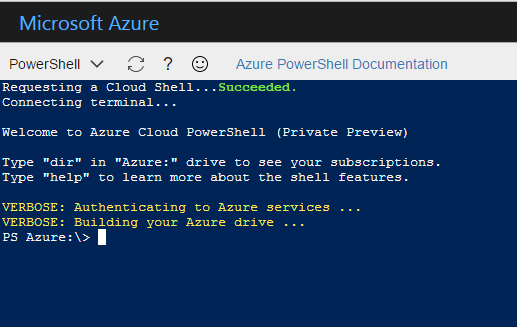 Microsoft Azure
PowerShell ? Azure PowerShell Documentation
Requesting a Cloud Shell...Succeeded.
Connecting terminal...
Welcome to Azure Cloud PowerShell (Private Preview)
Type "dir" in "Azure:" drive to see your subscriptions.
Type "help" to learn more about the shell features.
VERBOSE: Authenticating to Azure services ...
VERBOSE: Building your Azure drive ...
PS Azure:\>